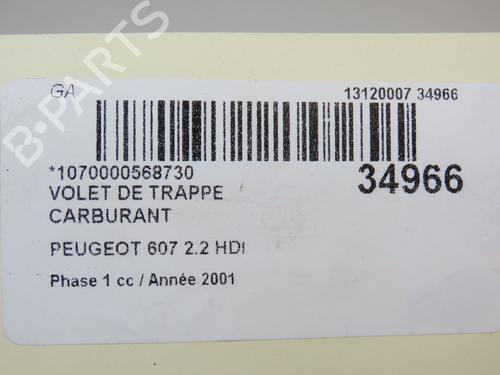 GA
13120007 34966
*1070000568730
34966
VOLET DE TRAPPE
CARBURANT
PEUGEOT 607 2.2 HDI
Phase 1 cc / Année 2001
B-PARTS